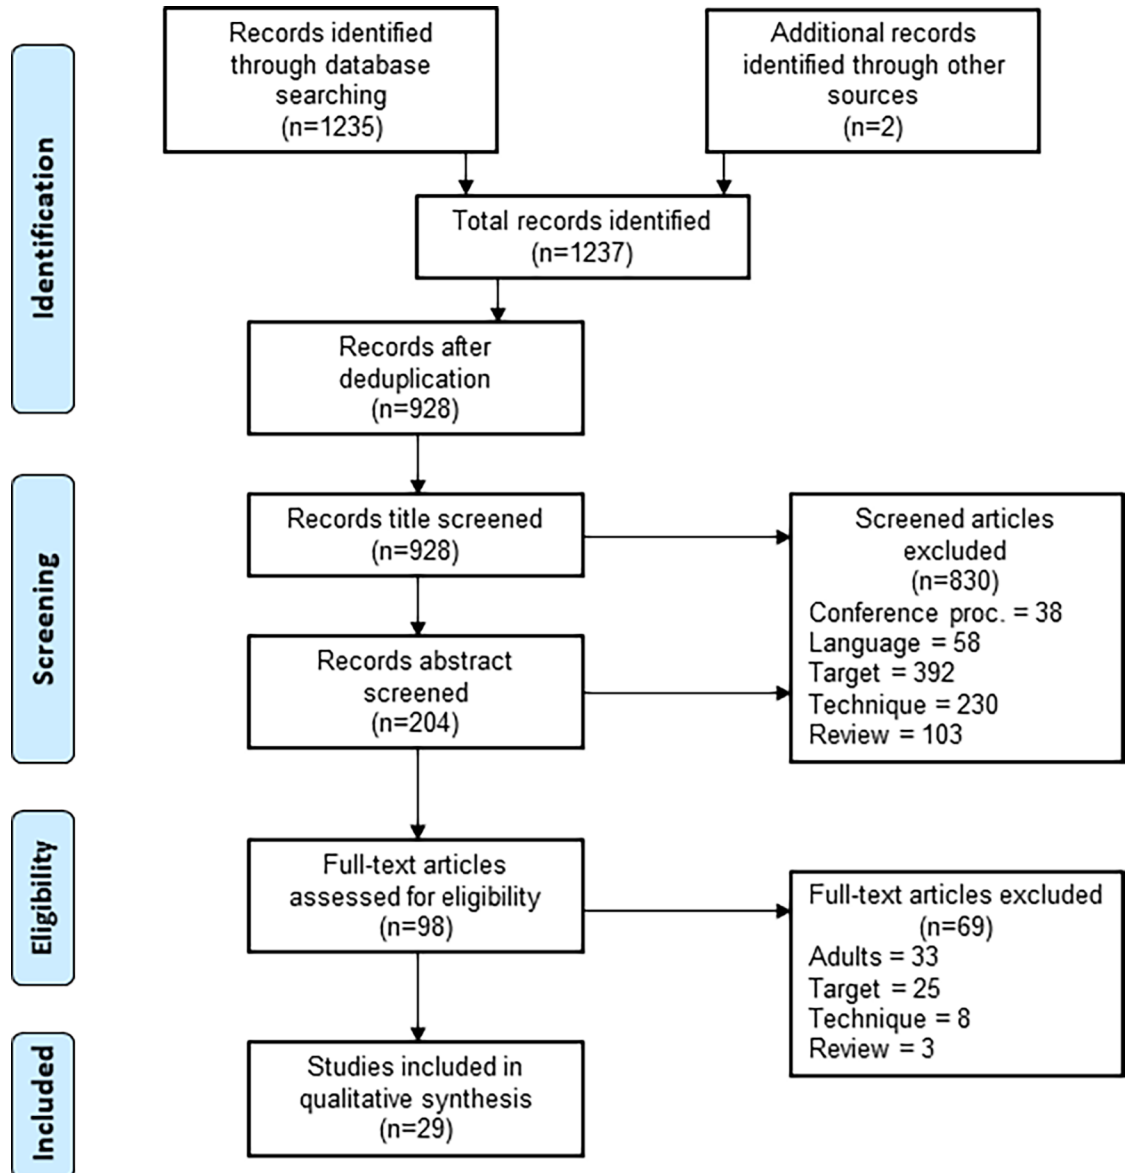 Records identified
through database
searching
(n=1235)
Additional records
identified through other
sources
(n=2)
Identification
Total records identified
(n=1237)
Records after
deduplication
(n=928)
Screening
Records title screened
(n=928)
Screened articles
excluded
(n=830)
Conference proc. = 38
Language = 58
Target = 392
Technique = 230
Review = 103
Records abstract
screened
(n=204)
Eligibility
Full-text articles
assessed for eligibility
(n=98)
Full-text articles excluded
(n=69)
Adults = 33
Target = 25
Technique = 8
Review = 3
Included
Studies included in
qualitative synthesis
(n=29)